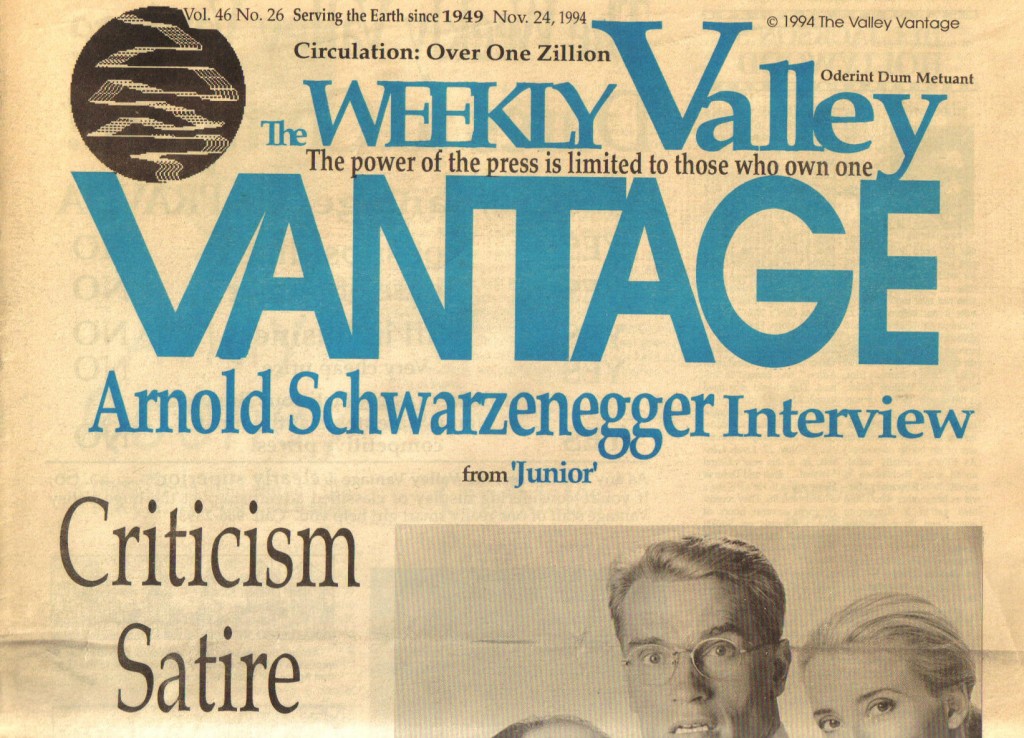 Vol. 46 No. 26 Serving the Earth since 1949 Nov. 24, 1994
© 1994 The Valley Vantage
Circulation: Over One Zillion
Oderint Dum Metuant
The WEEKLY Valley
The power of the press is limited to those who own one
VANTAGE
Arnold Schwarzenegger Interview
from 'Junior'
Criticism
Satire